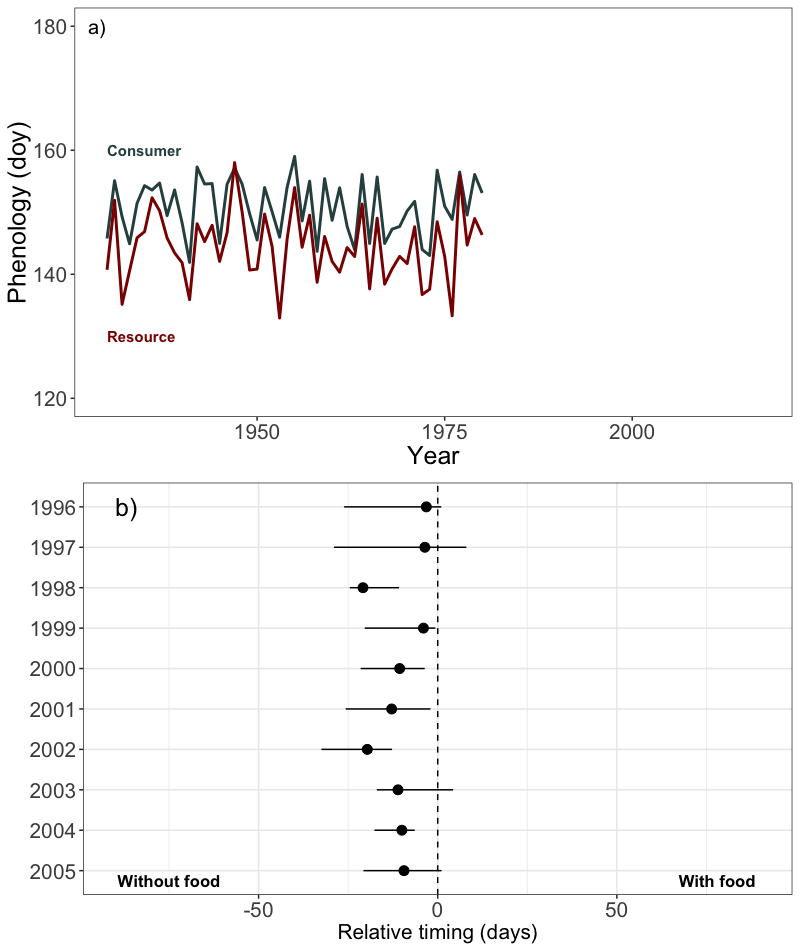 a)
Phenology (doy)
180
160
140
120
Consumer
Resource
1950 1975 2000
Year
b)
1996
1997
1998
1999
2000
2001
2002
2003
2004
2005
Without food With food
-50 0 50
Relative timing (days)